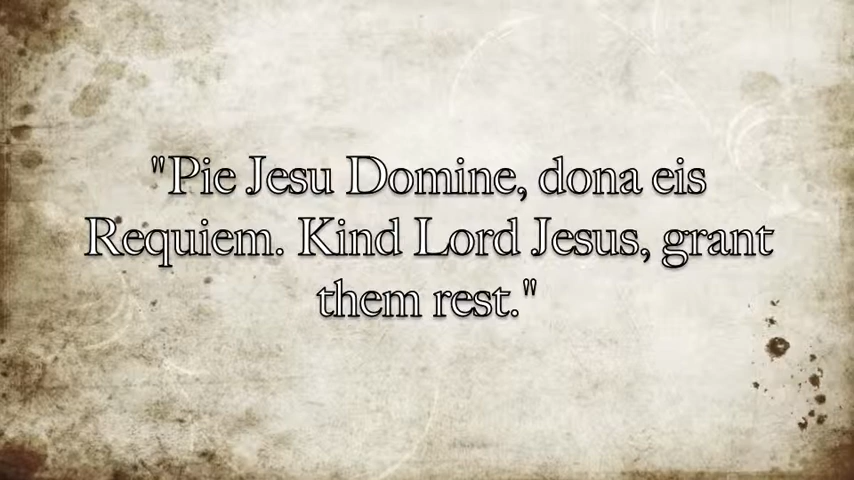 "Pie Jesu Domine, dona eis
Requiem. Kind Lord Jesus, grant
them rest."